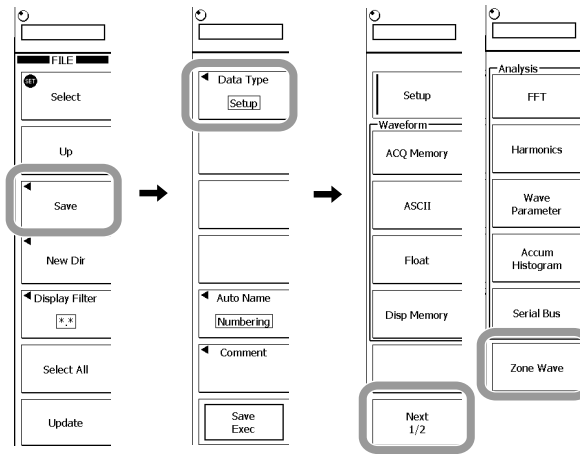 FILE
SET
Select
Up
Save
New Dir
Display Filter
*.*
Select All
Update
Data Type
Setup
Auto Name
Numbering
Comment
Save
Exec
Setup
Waveform
ACQ Memory
ASCII
Float
Disp Memory
Next
1/2
Analysis
FFT
Harmonics
Wave
Parameter
Accum
Histogram
Serial Bus
Zone Wave